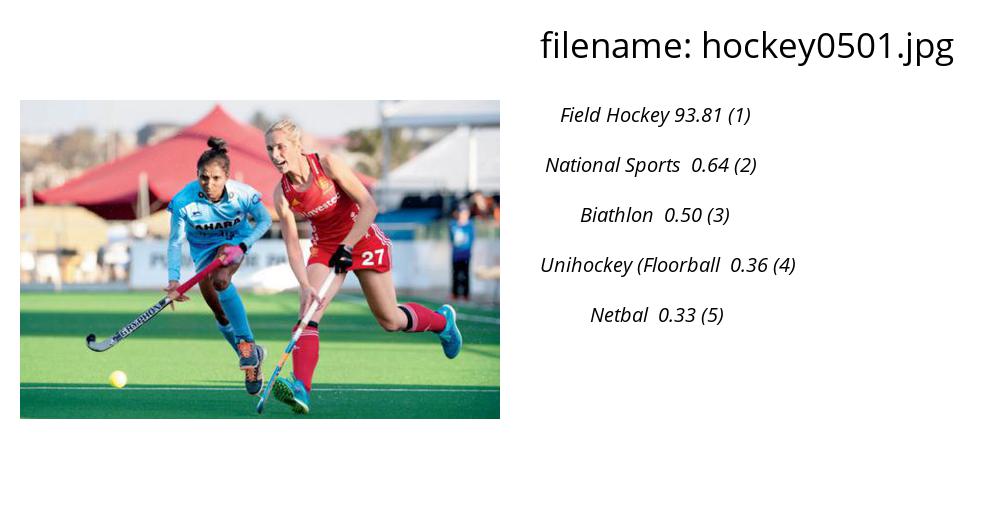 filename: hockey0501.jpg
Field Hockey 93.81 (1)
National Sports 0.64 (2)
Biathlon 0.50 (3)
Unihockey (Floorball 0.36 (4)
Netbal 0.33 (5)
SAHARA
Investec
27
GRYPHON